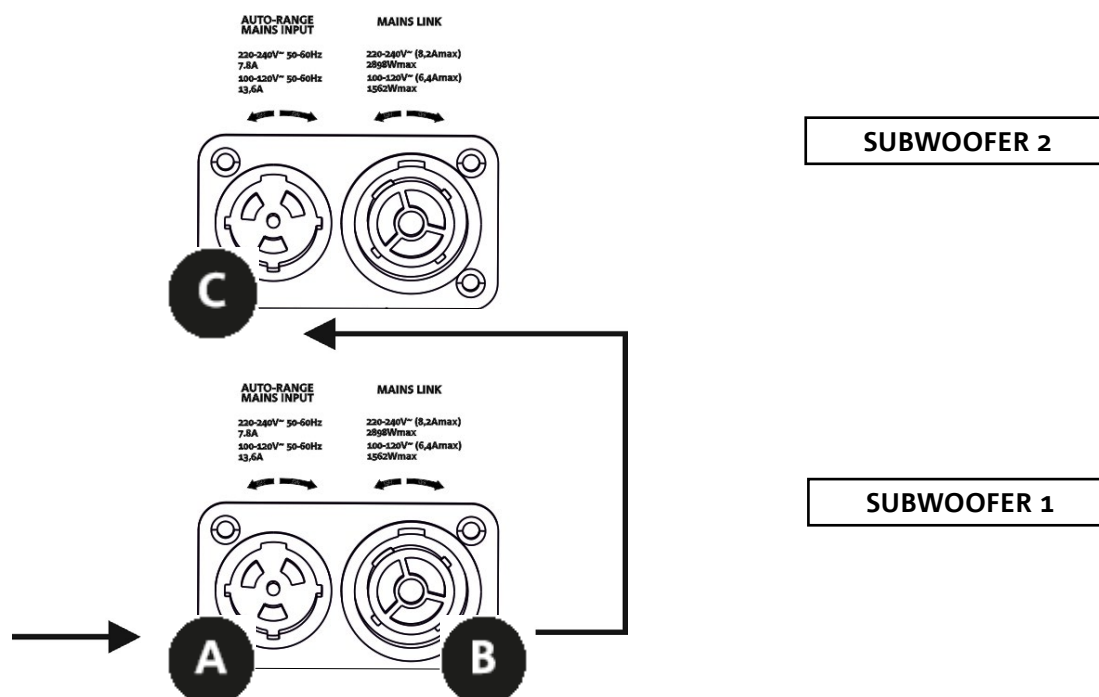 AUTO-RANGE
MAINS INPUT
220-240V~ 50-60Hz
7.8A
100-120V~ 50-60Hz
13,6A
MAINS LINK
220-240V~ (8,2Amax)
2898Wmax
100-120V~ (6,4Amax)
1562Wmax
SUBWOOFER 2
C
AUTO-RANGE
MAINS INPUT
220-240V~ 50-60Hz
7.8A
100-120V~ 50-60Hz
13,6A
MAINS LINK
220-240V~ (8,2Amax)
2898Wmax
100-120V~ (6,4Amax)
1562Wmax
SUBWOOFER 1
A
B